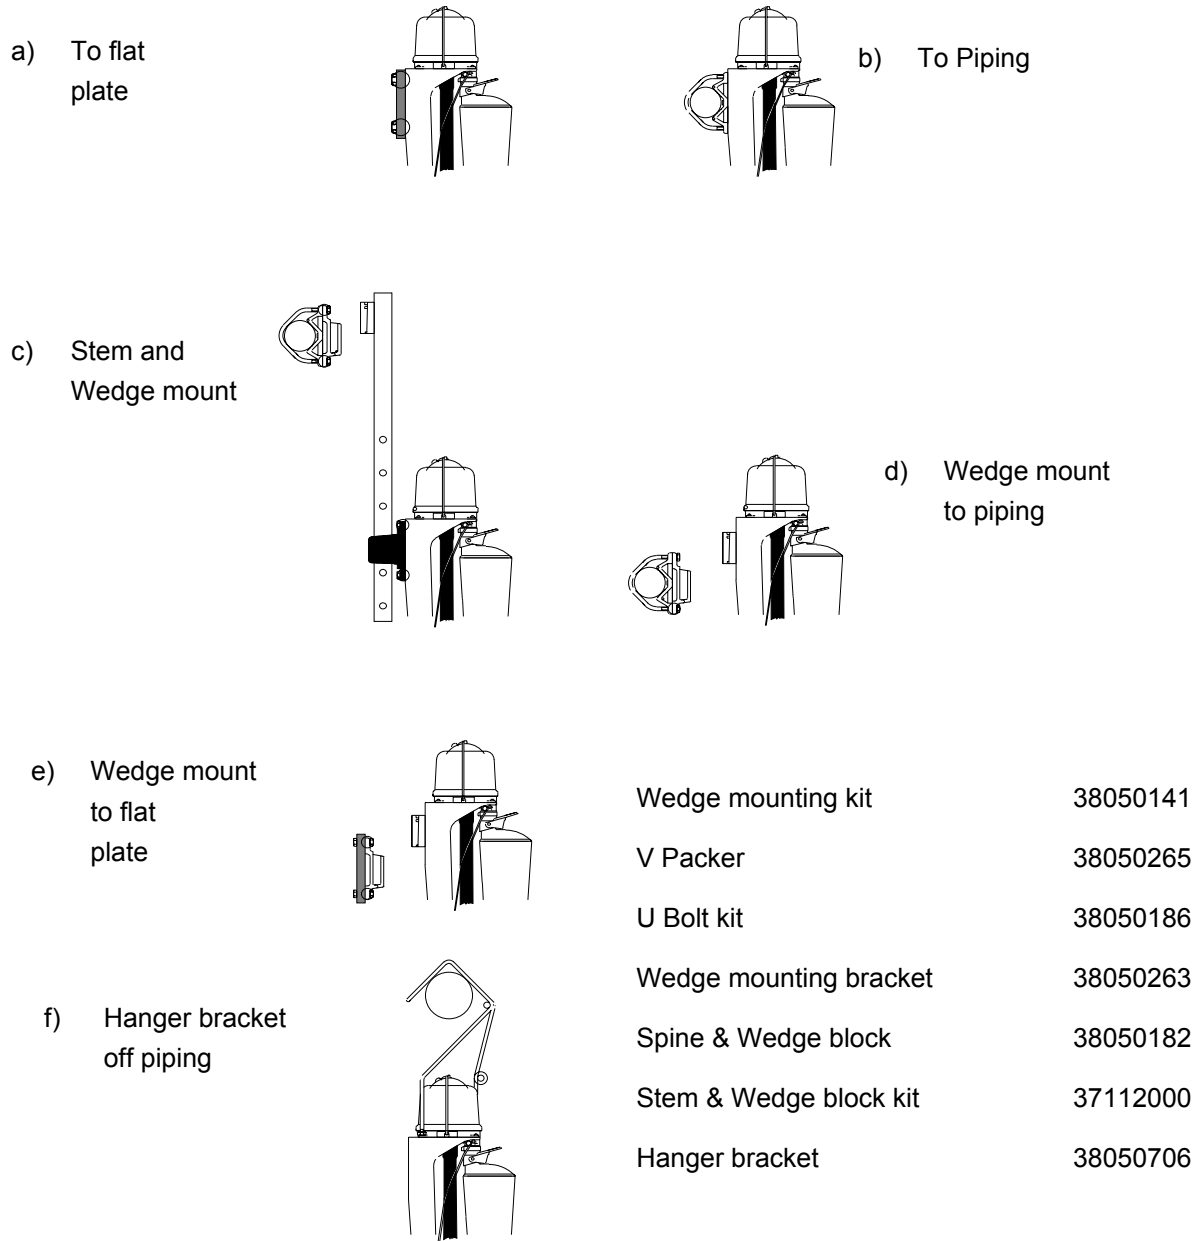 a) To flat
plate
b) To Piping
c) Stem and
Wedge mount
d) Wedge mount
to piping
e) Wedge mount
to flat
plate
f) Hanger bracket
off piping
Wedge mounting kit 38050141
V Packer 38050265
U Bolt kit 38050186
Wedge mounting bracket 38050263
Spine & Wedge block 38050182
Stem & Wedge block kit 37112000
Hanger bracket 38050706